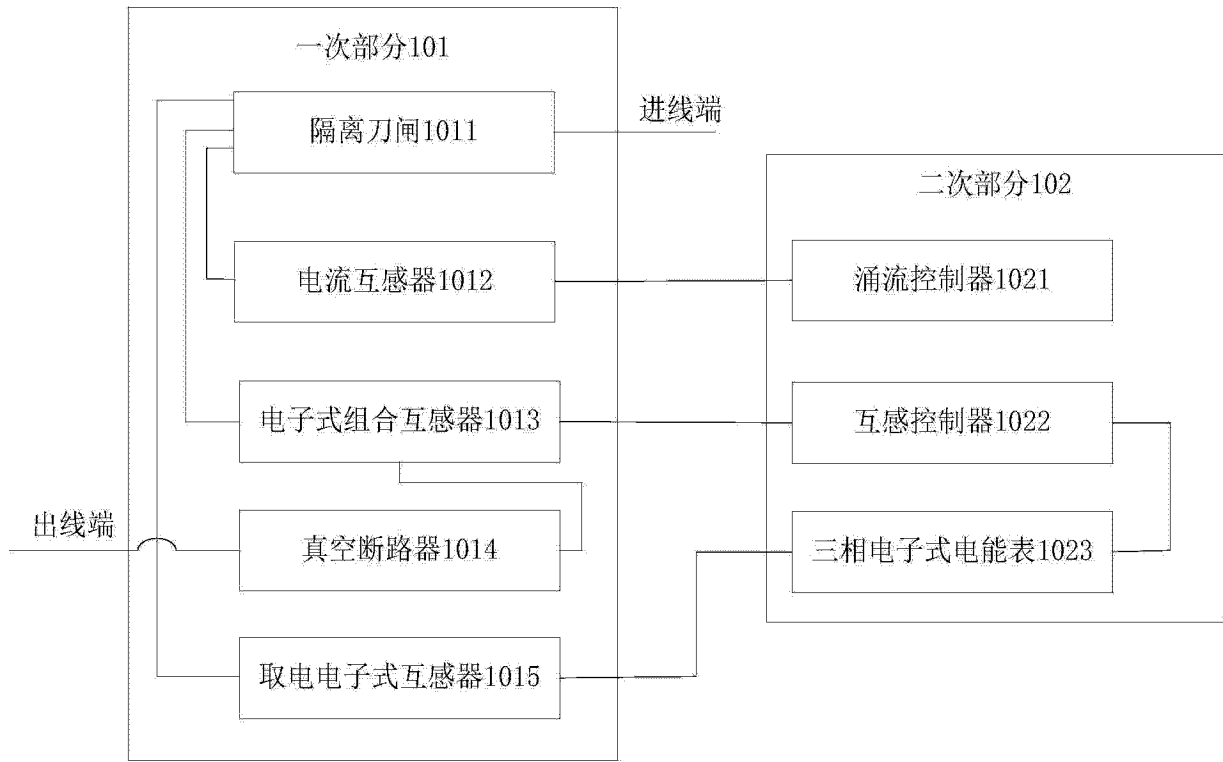 一次部分101
隔离刀闸1011
进线端
二次部分102
电流互感器1012
涌流控制器1021
电子式组合互感器1013
互感控制器1022
出线端
真空断路器1014
三相电子式电能表1023
取电电子式互感器1015